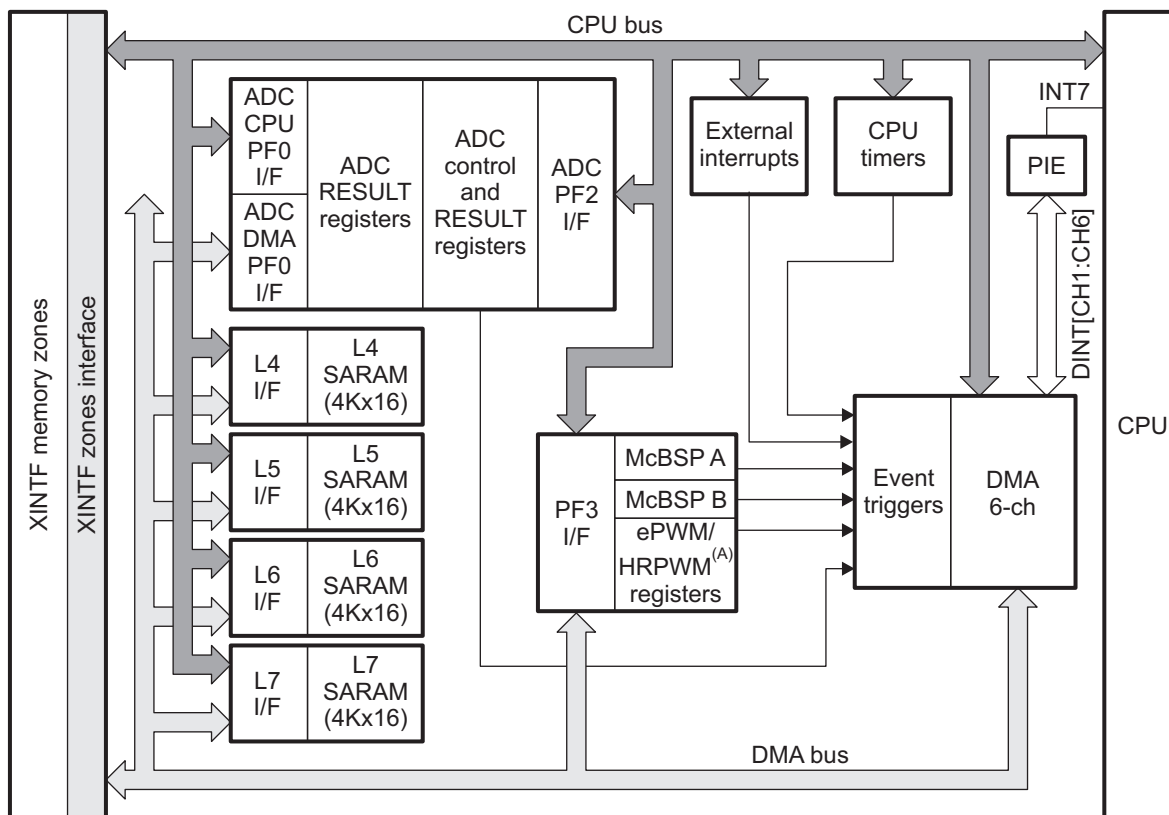 CPU bus
INT7
ADC
CPU
PF0
I/F
ADC
DMA
PF0
I/F
ADC
RESULT
registers
ADC
control
and
RESULT
registers
ADC
PF2
I/F
External
interrupts
CPU
timers
PIE
DINT[CH1:CH6]
XINTF memory zones
XINTF zones interface
L4
I/F
L4
SARAM
(4Kx16)
L5
I/F
L5
SARAM
(4Kx16)
L6
I/F
L6
SARAM
(4Kx16)
L7
I/F
L7
SARAM
(4Kx16)
PF3
I/F
McBSP A
McBSP B
ePWM/
HRPWM(A)
registers
Event
triggers
DMA
6-ch
CPU
DMA bus